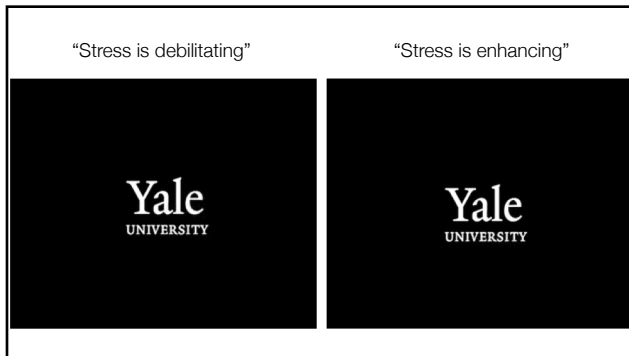 “Stress is debilitating”
“Stress is enhancing”
Yale
UNIVERSITY
Yale
UNIVERSITY